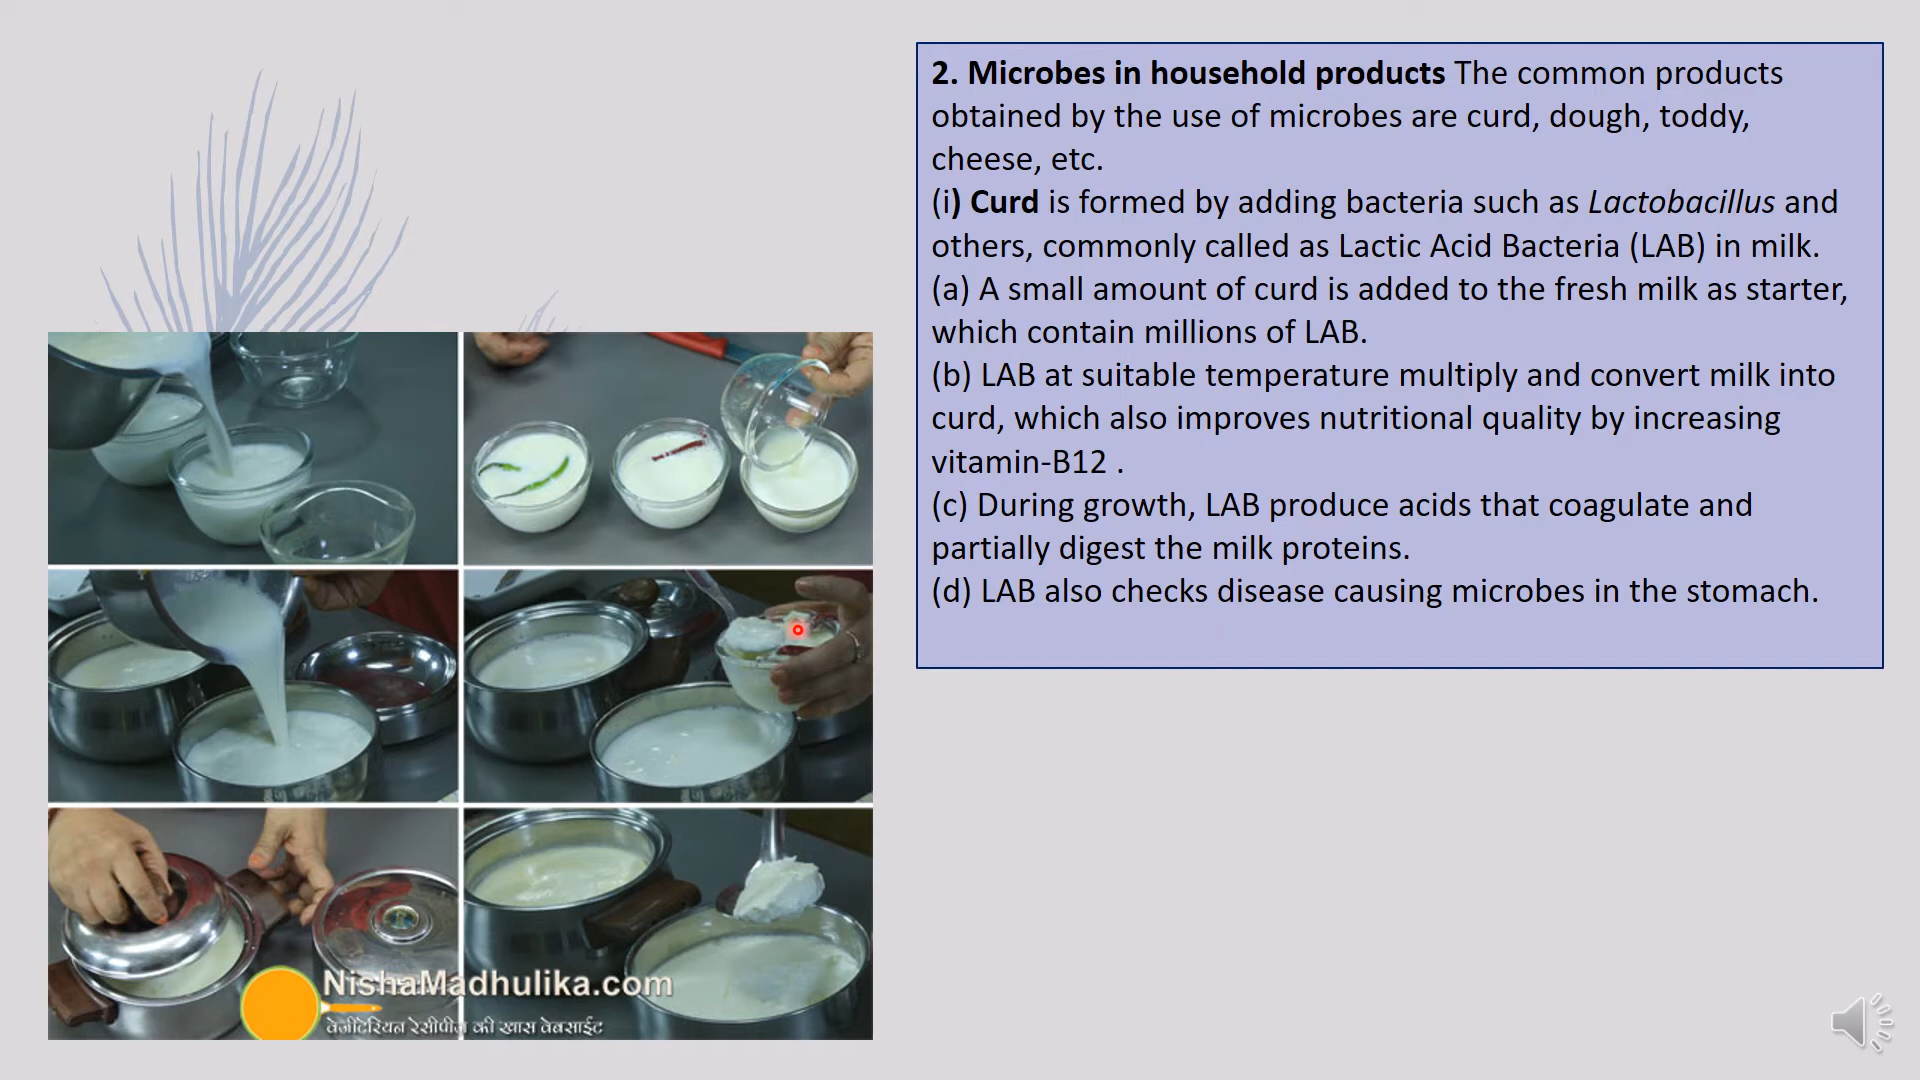 2. Microbes in household products The common products
obtained by the use of microbes are curd, dough, toddy,
cheese, etc.
(i) Curd is formed by adding bacteria such as Lactobacillus and
others, commonly called as Lactic Acid Bacteria (LAB) in milk.
(a) A small amount of curd is added to the fresh milk as starter,
which contain millions of LAB.
(b) LAB at suitable temperature multiply and convert milk into
curd, which also improves nutritional quality by increasing
vitamin-B12 .
(c) During growth, LAB produce acids that coagulate and
partially digest the milk proteins.
(d) LAB also checks disease causing microbes in the stomach.
NishaMadhulika.com
वेजीटेरियन रेसीपीज़ की खास वेबसाईट